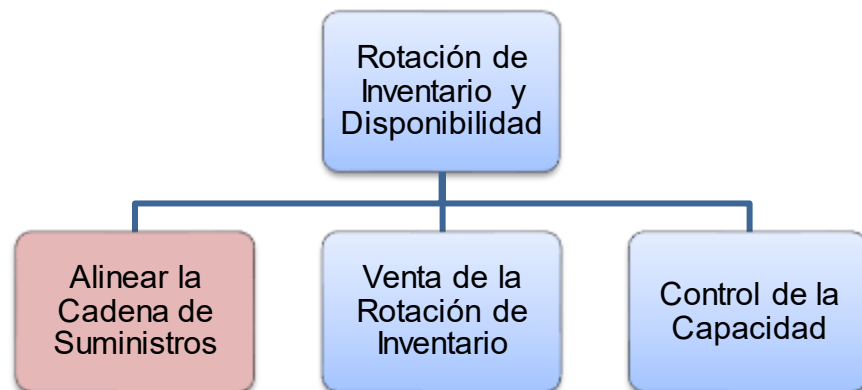 Rotación de
Inventario y
Disponibilidad
Alinear la
Cadena de
Suministros
Venta de la
Rotación de
Inventario
Control de la
Capacidad